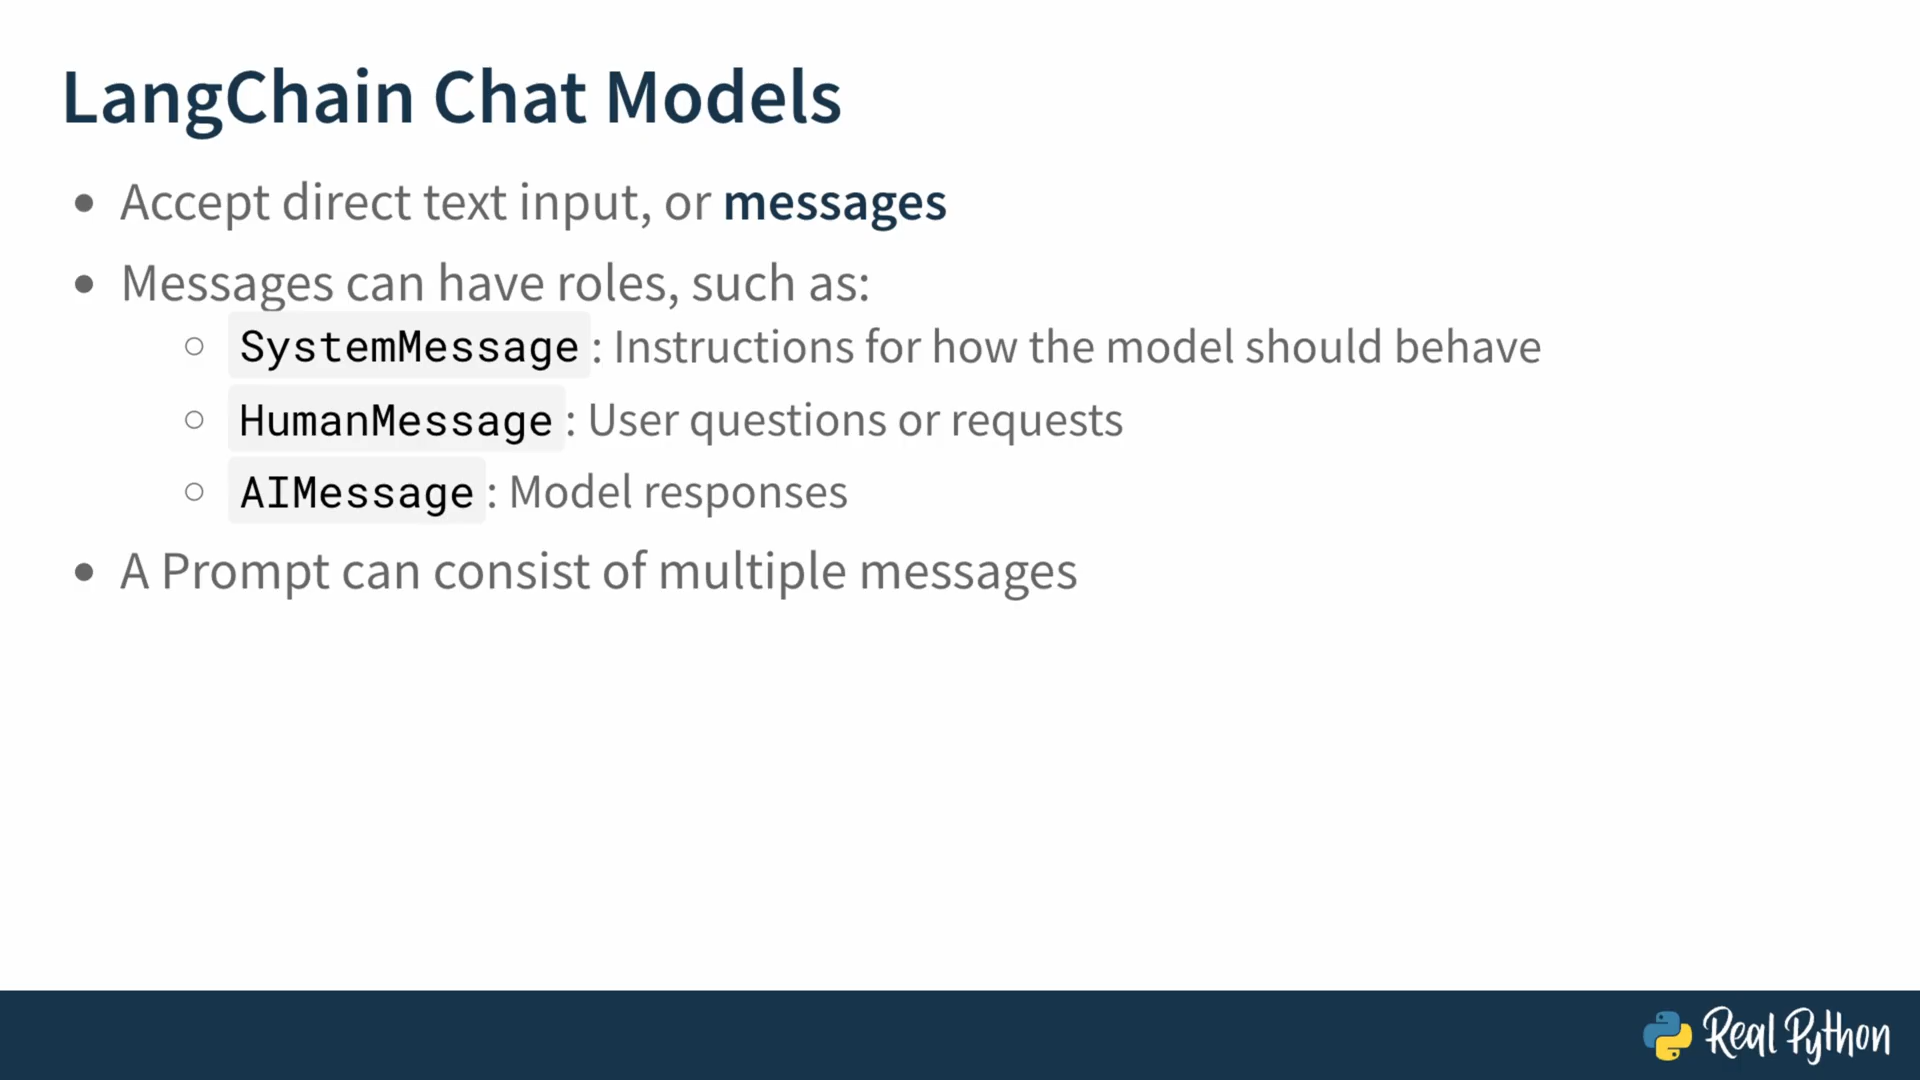 LangChain Chat Models
• Accept direct text input, or messages
• Messages can have roles, such as:
○ SystemMessage: Instructions for how the model should behave
○ HumanMessage: User questions or requests
○ AIMessage: Model responses
• A Prompt can consist of multiple messages
Real Python